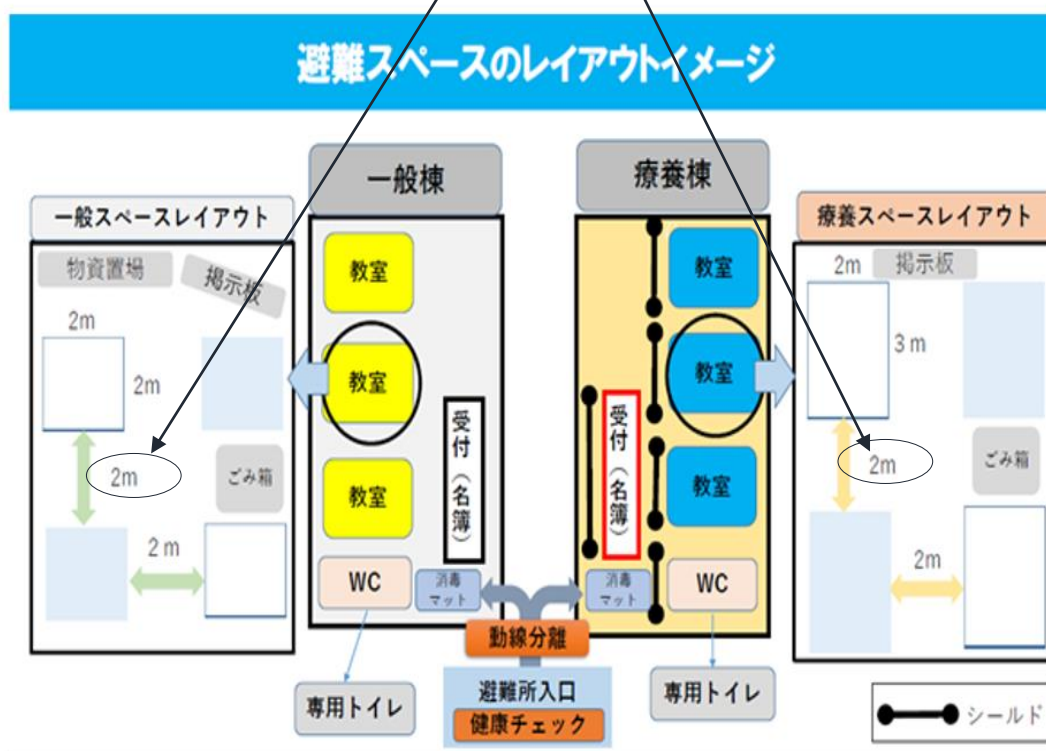 避難スペースのレイアウトイメージ
一般棟
療養棟
一般スペースレイアウト
物資置場
掲示板
2m
2m
2m
ごみ箱
2 m
教室
教室
教室
受付(名簿)
WC
消毒
マット
専用トイレ
教室
教室
教室
受付(名簿)
消毒
マット
WC
専用トイレ
動線分離
避難所入口
健康チェック
療養スペースレイアウト
2m
掲示板
3 m
2m
ごみ箱
2m
シールド